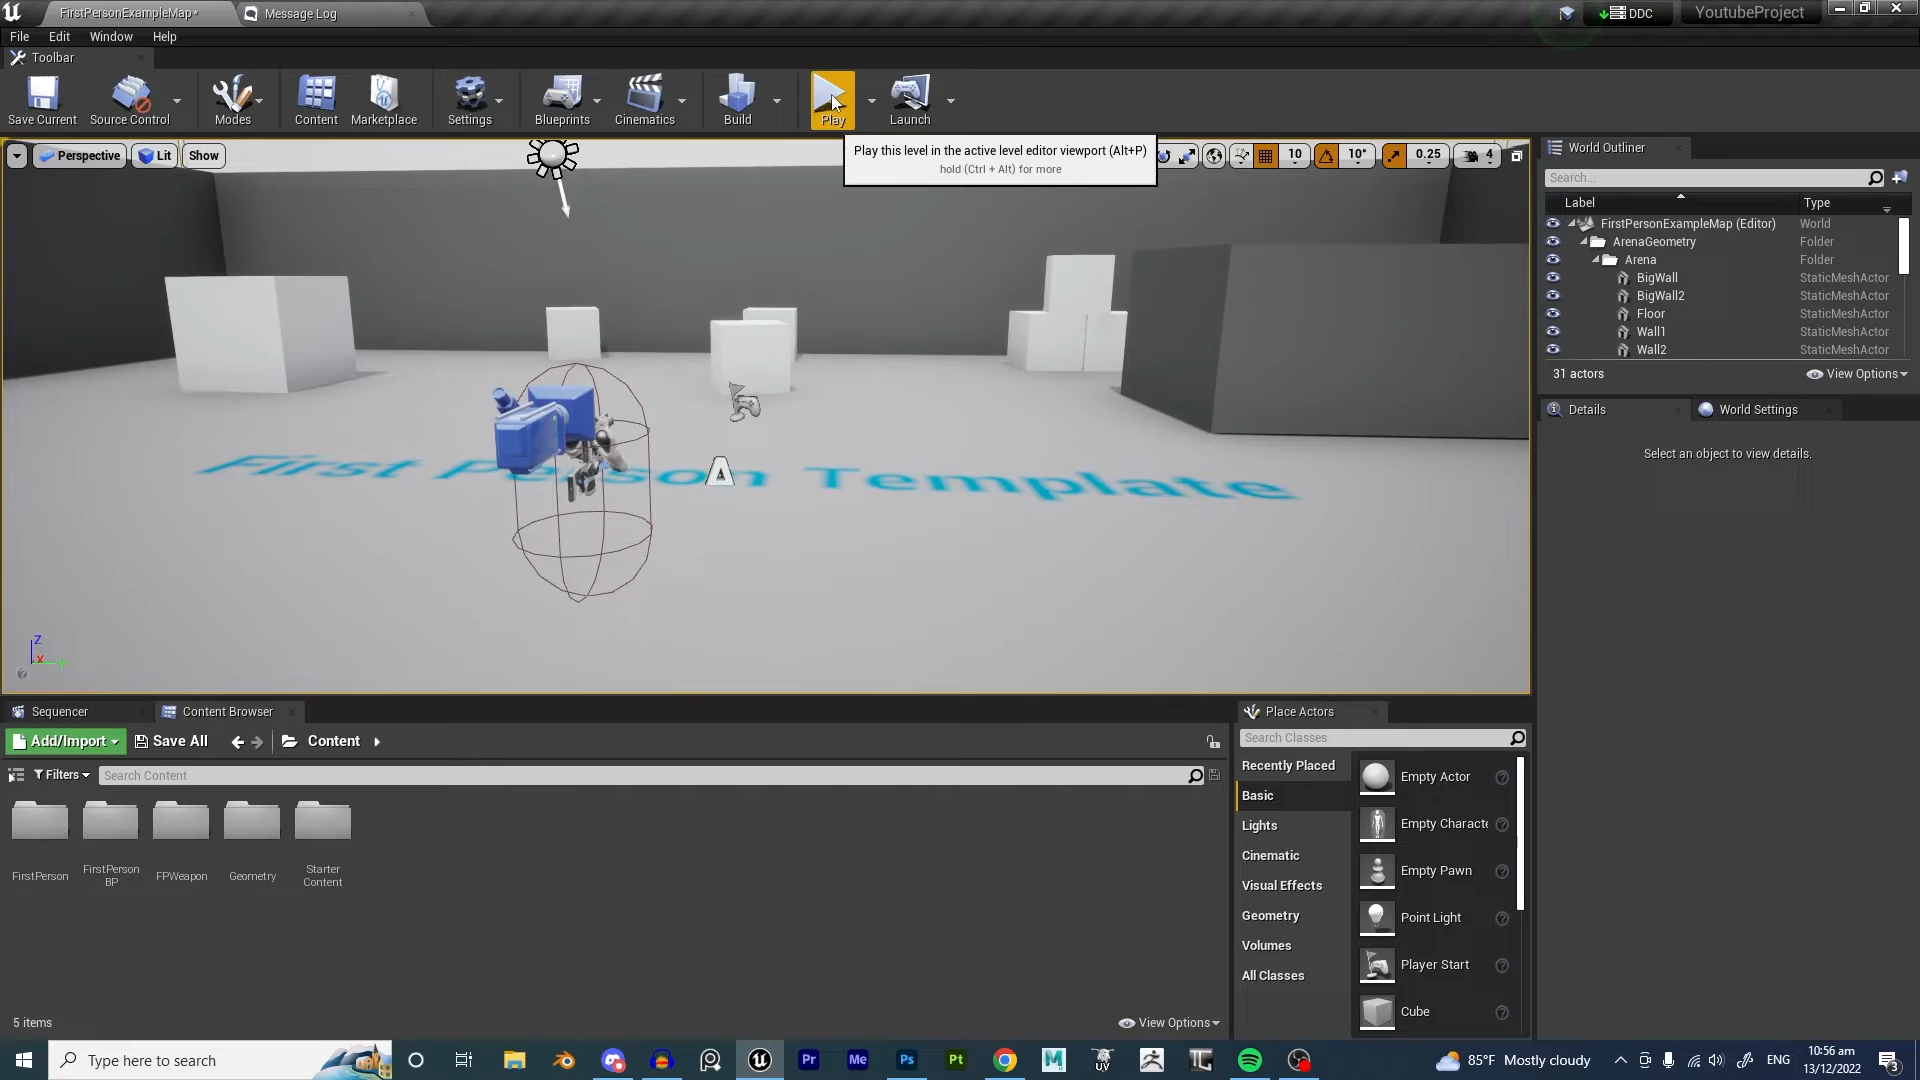 FirstPersonExampleMap*
Message Log
DDC
YoutubeProject
File Edit Window Help
Toolbar
Save Current
Source Control
Modes
Content
Marketplace
Settings
Blueprints
Cinematics
Build
Play
Launch
Perspective
Lit
Show
Play this level in the active level editor viewport (Alt+P)
hold (Ctrl + Alt) for more
10
10°
0.25
4
First Person Template
A
Z
X
World Outliner
Search...
Label Type
FirstPersonExampleMap (Editor) World
ArenaGeometry Folder
Arena Folder
BigWall StaticMeshActor
BigWall2 StaticMeshActor
Floor StaticMeshActor
Wall1 StaticMeshActor
Wall2 StaticMeshActor
31 actors
View Options
Details
World Settings
Select an object to view details.
Sequencer
Content Browser
Add/Import
Save All
Content
Filters
Search Content
FirstPerson
FirstPerson
BP
FPWeapon
Geometry
Starter
Content
5 items
View Options
Place Actors
Search Classes
Recently Placed
Basic
Lights
Cinematic
Visual Effects
Geometry
Volumes
All Classes
Empty Actor
Empty Characte
Empty Pawn
Point Light
Player Start
Cube
Type here to search
Pr
Me
Ps
Pt
M
UV
85°F Mostly cloudy
ENG
10:56 am
13/12/2022
3